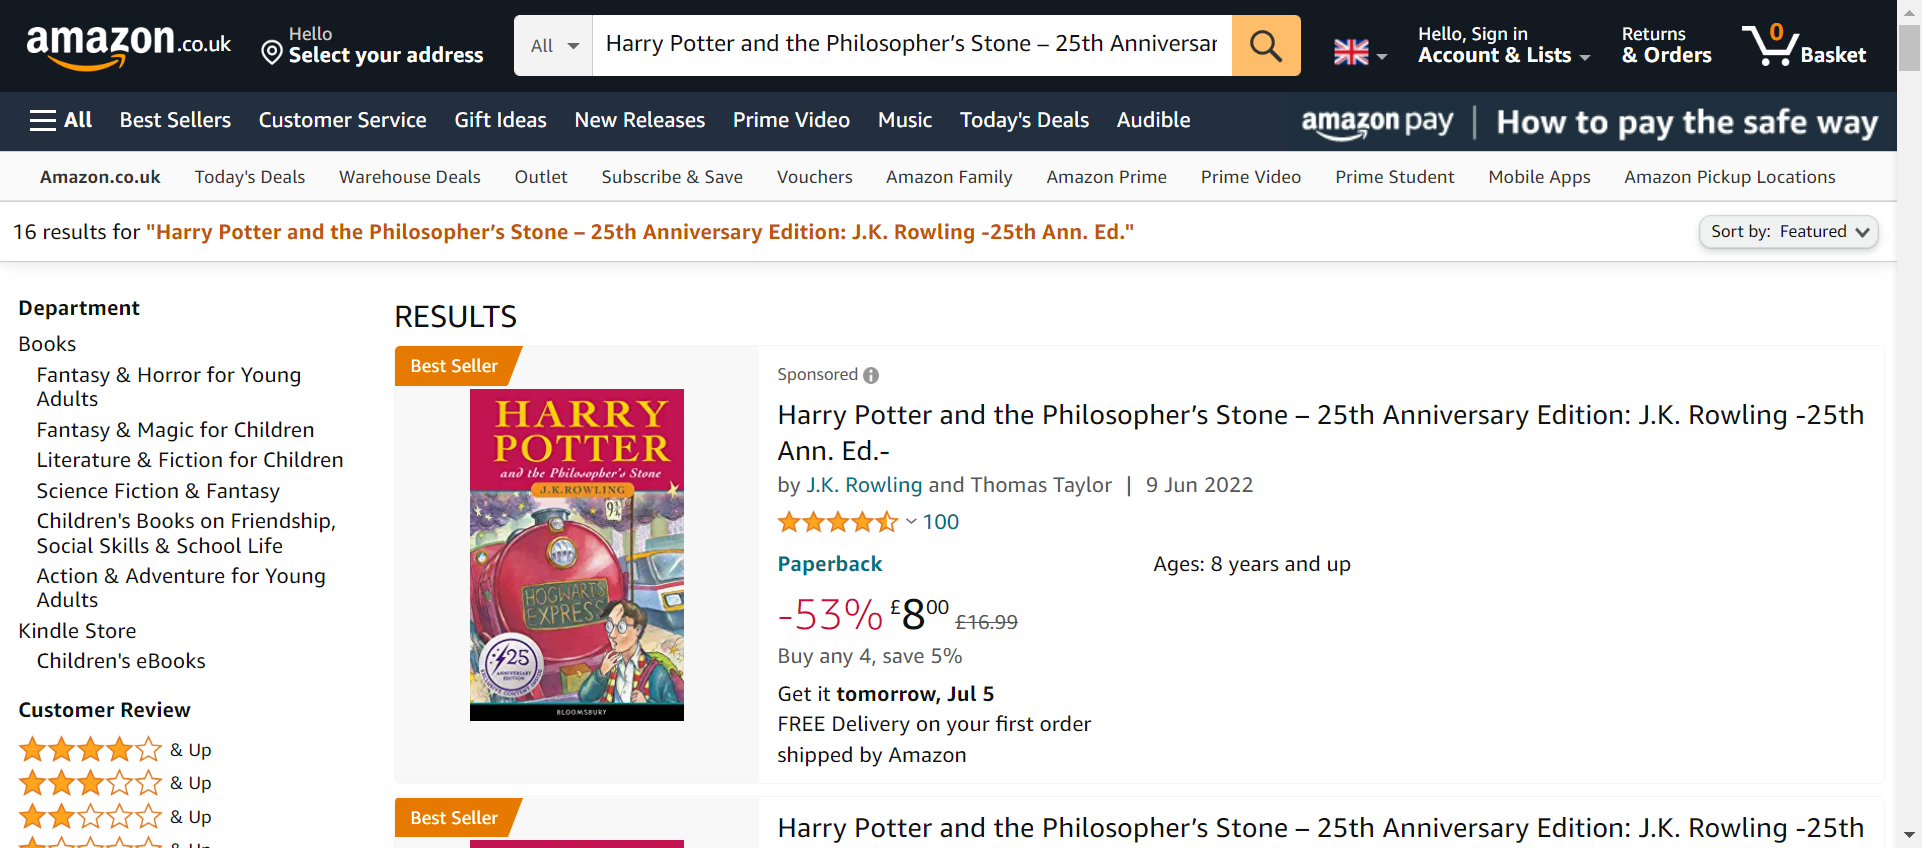 amazon.co.uk
Hello
Select your address
All
Harry Potter and the Philosopher's Stone – 25th Anniversar
Hello, Sign in
Account & Lists
Returns
& Orders
0
Basket
All
Best Sellers
Customer Service
Gift Ideas
New Releases
Prime Video
Music
Today's Deals
Audible
amazon pay | How to pay the safe way
Amazon.co.uk
Today's Deals
Warehouse Deals
Outlet
Subscribe & Save
Vouchers
Amazon Family
Amazon Prime
Prime Video
Prime Student
Mobile Apps
Amazon Pickup Locations
16 results for "Harry Potter and the Philosopher's Stone – 25th Anniversary Edition: J.K. Rowling -25th Ann. Ed."
Sort by: Featured
Department
Books
Fantasy & Horror for Young
Adults
Fantasy & Magic for Children
Literature & Fiction for Children
Science Fiction & Fantasy
Children's Books on Friendship,
Social Skills & School Life
Action & Adventure for Young
Adults
Kindle Store
Children's eBooks
Customer Review
& Up
& Up
& Up
& Up
RESULTS
Best Seller
HARRY
POTTER
and the Philosopher's Stone
J.K.ROWLING
9 3/4
HOGWARTS
EXPRESS
25
ANNIVERSARY
EDITION
BLOOMSBURY
Sponsored
Harry Potter and the Philosopher's Stone – 25th Anniversary Edition: J.K. Rowling -25th
Ann. Ed.-
by J.K. Rowling and Thomas Taylor | 9 Jun 2022
100
Paperback
Ages: 8 years and up
-53% £800 £16.99
Buy any 4, save 5%
Get it tomorrow, Jul 5
FREE Delivery on your first order
shipped by Amazon
Best Seller
Harry Potter and the Philosopher's Stone – 25th Anniversary Edition: J.K. Rowling -25th